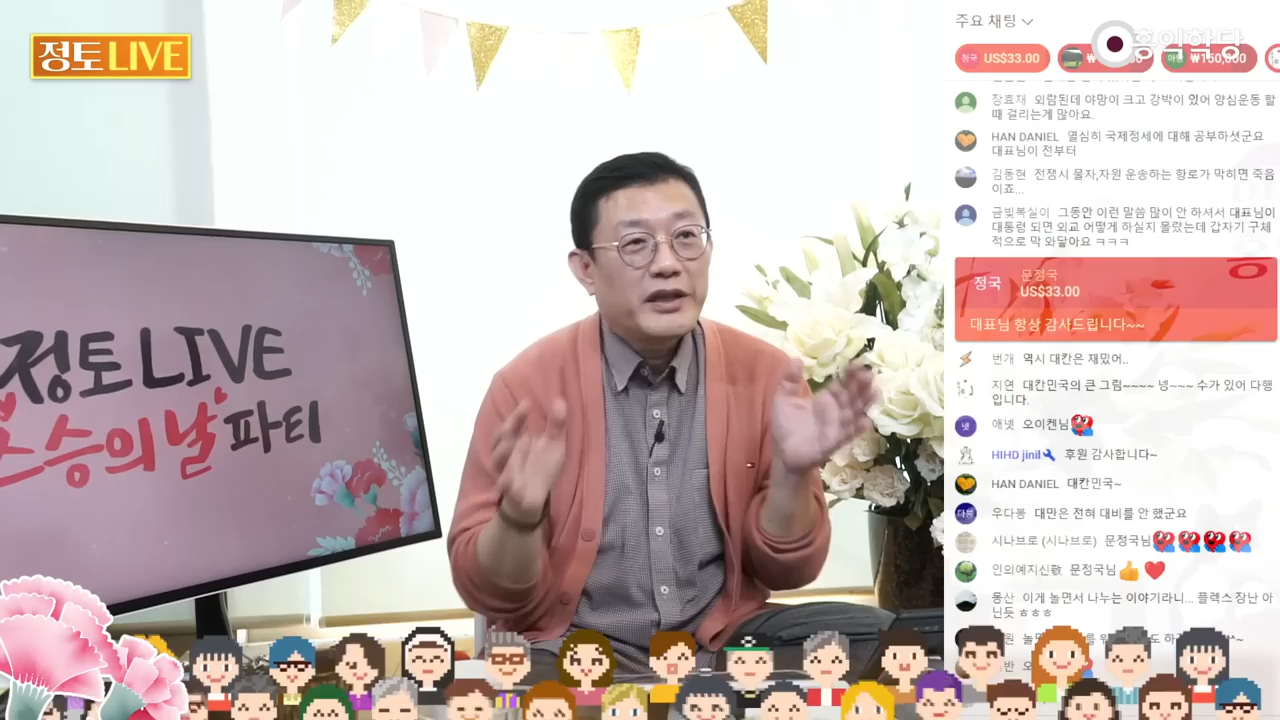 정토 LIVE
정토 LIVE
스승의 날 파티
주요 채팅
홍익학당
정국 US$33.00
아란 ₩150,000
장효재 외람된데 야망이 크고 강박이 있어 양심운동 할
때 걸리는게 많아요.
HAN DANIEL 열심히 국제정세에 대해 공부하셧군요
대표님이 전부터
김동현 전쟁시 물자,자원 운송하는 항로가 막히면 죽음
이죠...
금빛복실이 그동안 이런 말씀 많이 안 하셔서 대표님이
대통령 되면 외교 어떻게 하실지 몰랐는데 갑자기 구체
적으로 막 와닿아요 ㅋㅋㅋ
정국 문정국
US$33.00
대표님 항상 감사드립니다~~
번개 역시 대칸은 재밌어..
지연 대칸민국의 큰 그림~~~~ 넹~~~ 수가 있어 다행
입니다.
애넷 오이켄님
HIHD jinil 후원 감사합니다~
HAN DANIEL 대칸민국~
우다봉 대만은 전혀 대비를 안 했군요
시나브로 (시나브로) 문정국님
인의예지신敬 문정국님
몽산 이게 놀면서 나누는 이야기라니... 플렉스 장난 아
닌듯 ㅎㅎㅎ